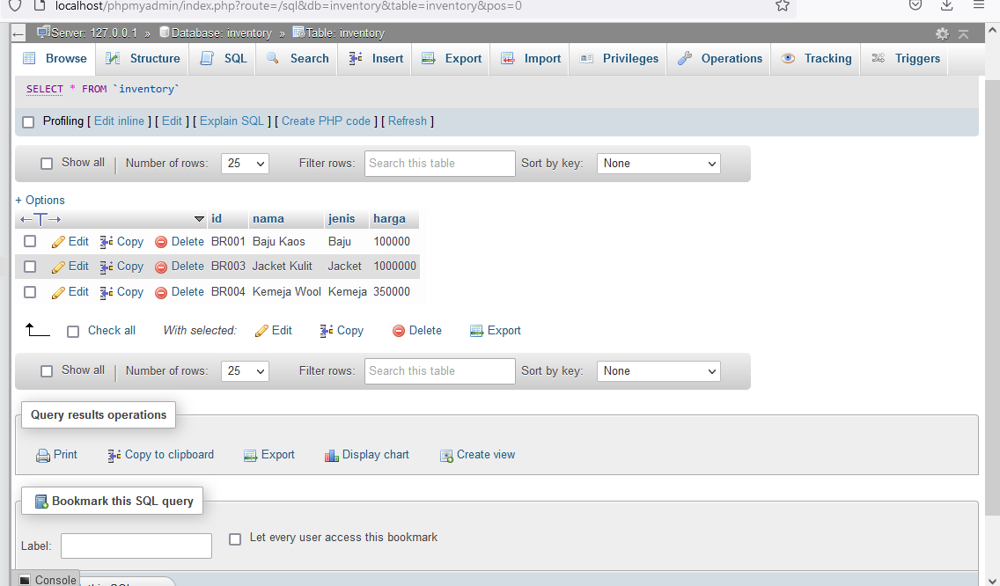 localhost/phpmyadmin/index.php?route=/sql&db=inventory&table=inventory&pos=0
Server: 127.0.0.1 » Database: inventory » Table: inventory
Browse Structure SQL Search Insert Export Import Privileges Operations Tracking Triggers
SELECT * FROM `inventory`
Profiling [ Edit inline ] [ Edit ] [ Explain SQL ] [ Create PHP code ] [ Refresh ]
Show all Number of rows: 25 Filter rows: Search this table Sort by key: None
+ Options
←T→ id nama jenis harga
Edit Copy Delete BR001 Baju Kaos Baju 100000
Edit Copy Delete BR003 Jacket Kulit Jacket 1000000
Edit Copy Delete BR004 Kemeja Wool Kemeja 350000
Check all With selected: Edit Copy Delete Export
Show all Number of rows: 25 Filter rows: Search this table Sort by key: None
Query results operations
Print Copy to clipboard Export Display chart Create view
Bookmark this SQL query
Label: Let every user access this bookmark
Console this SQL